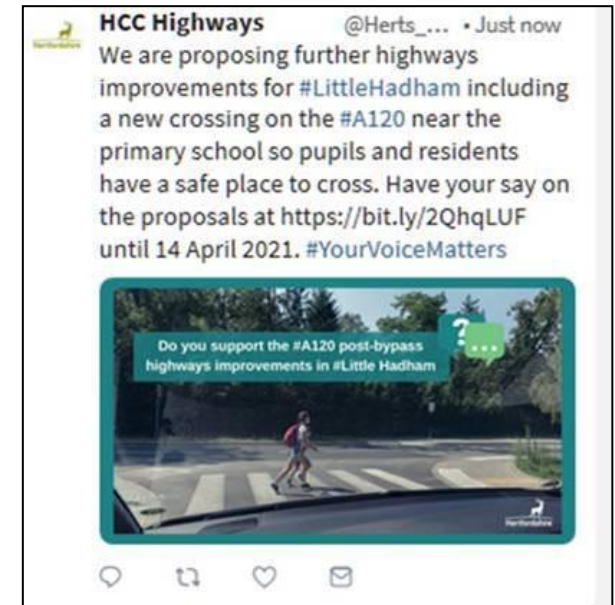 HCC Highways @Herts_... • Just now
We are proposing further highways
improvements for #LittleHadham including
a new crossing on the #A120 near the
primary school so pupils and residents
have a safe place to cross. Have your say on
the proposals at https://bit.ly/2QhqLUF
until 14 April 2021. #YourVoiceMatters
?
...
Do you support the #A120 post-bypass
highways improvements in #Little Hadham
Hertfordshire